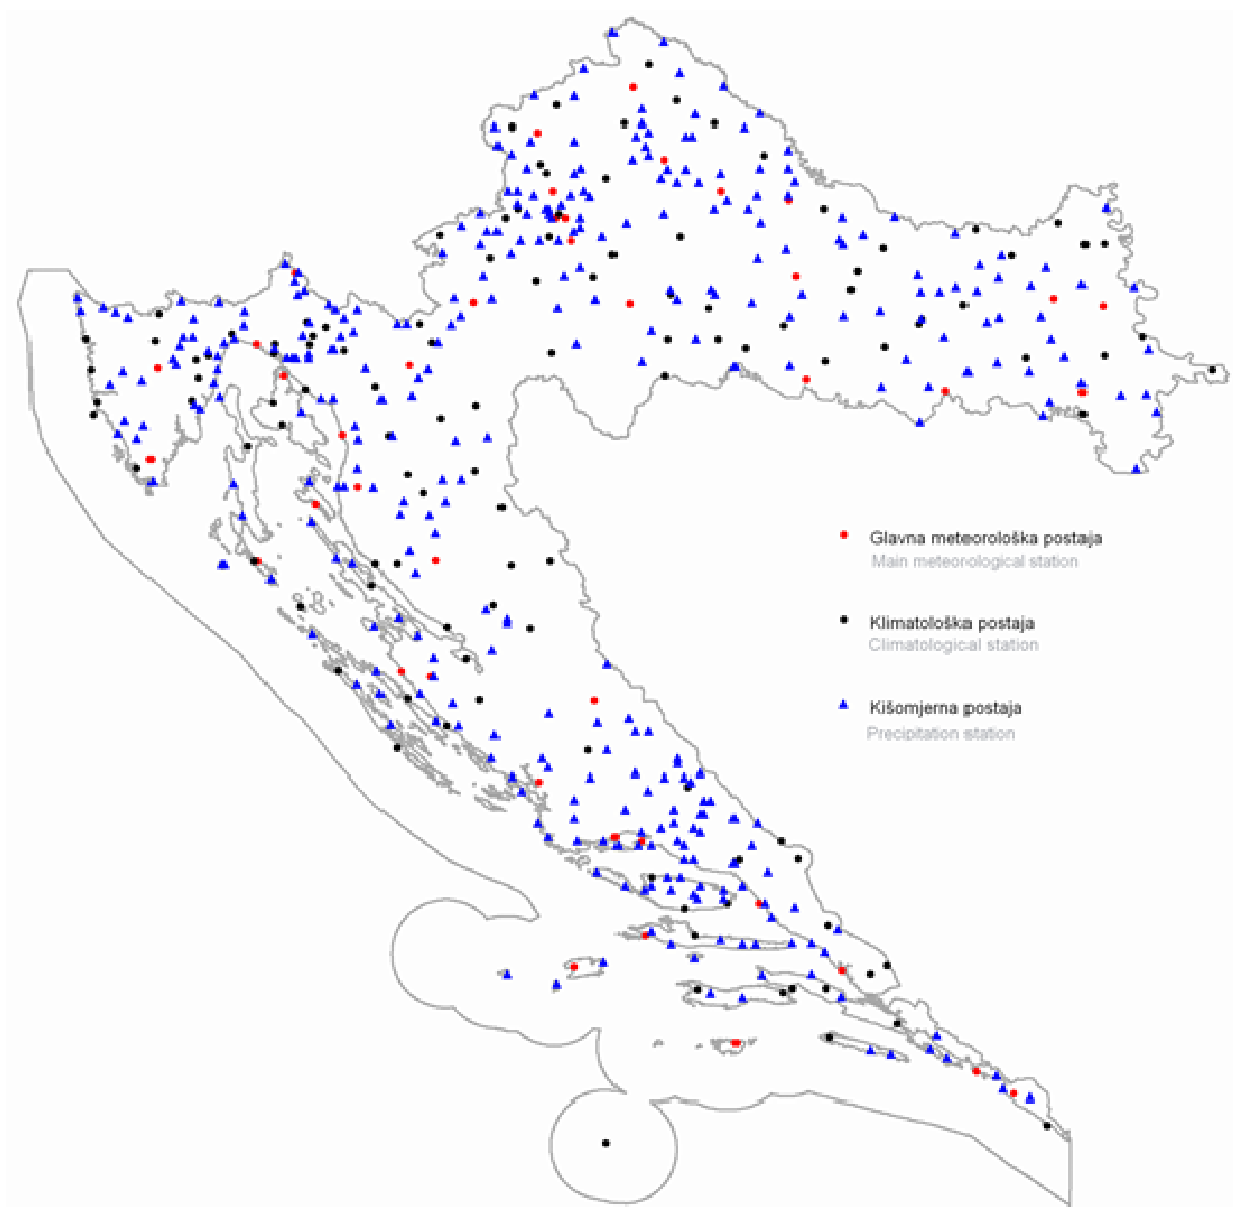 Glavna meteorološka postaja
Main meteorological station
Klimatološka postaja
Climatological station
Kišomjerna postaja
Precipitation station